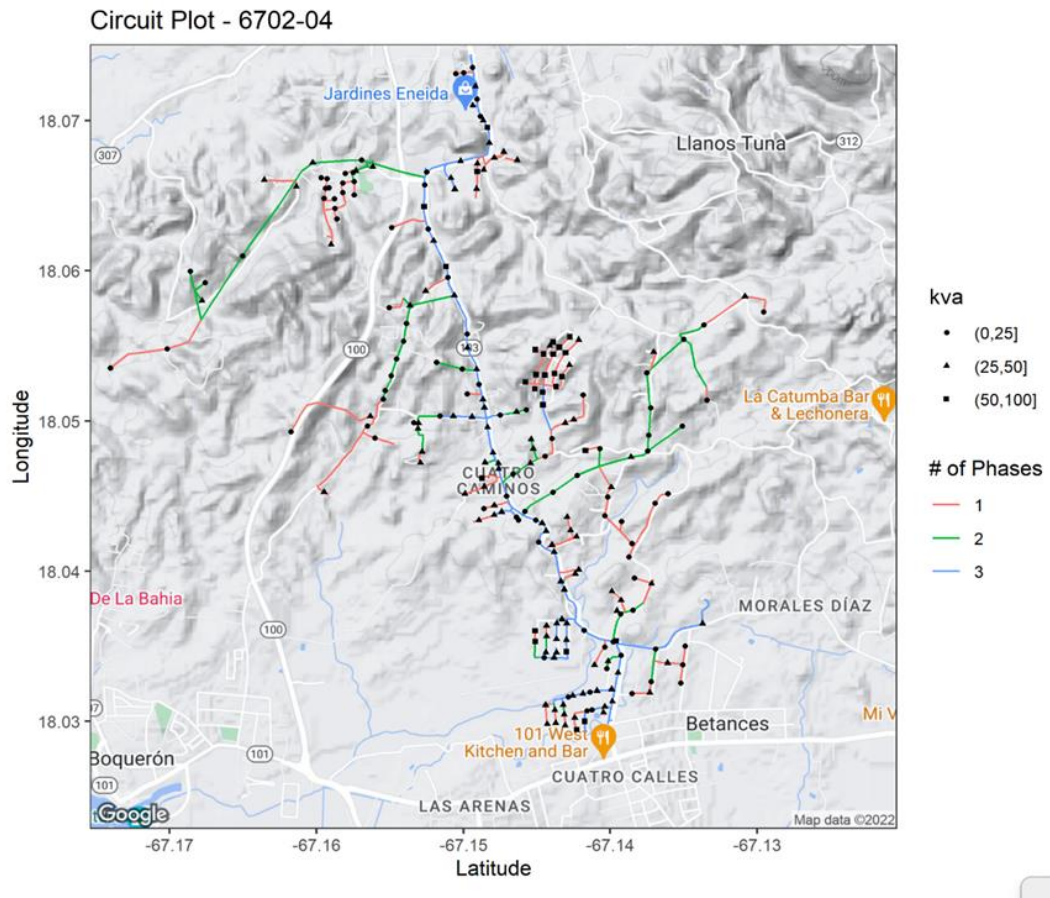 Circuit Plot - 6702-04
Jardines Eneida
Llanos Tuna
312
307
18.07
18.06
100
103
La Catumba Bar
& Lechonera
18.05
CUATRO
CAMINOS
18.04
De La Bahia
MORALES DÍAZ
100
18.03
Betances
Mi V
101 West
Kitchen and Bar
Boquerón
101
CUATRO CALLES
101
LAS ARENAS
Google
Map data ©2022
-67.17
-67.16
-67.15
-67.14
-67.13
Latitude
Longitude
kva
(0,25]
(25,50]
(50,100]
# of Phases
1
2
3